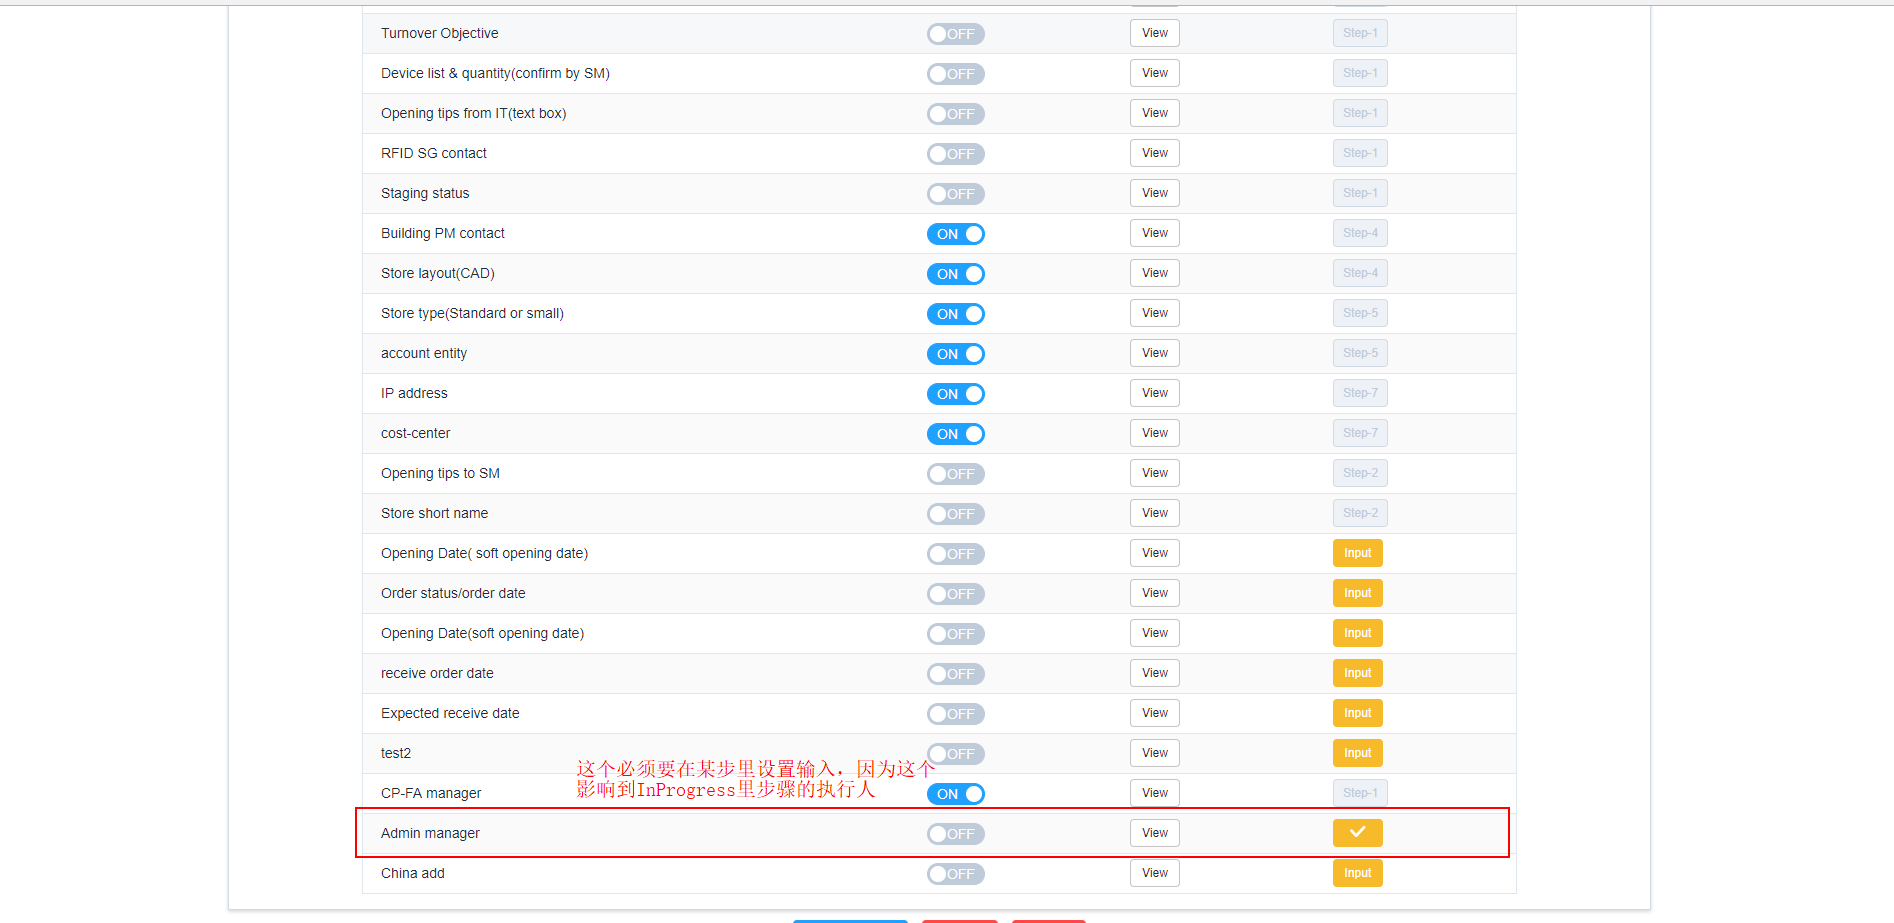 Turnover Objective OFF View Step-1
Device list & quantity(confirm by SM) OFF View Step-1
Opening tips from IT(text box) OFF View Step-1
RFID SG contact OFF View Step-1
Staging status OFF View Step-1
Building PM contact ON View Step-4
Store layout(CAD) ON View Step-4
Store type(Standard or small) ON View Step-5
account entity ON View Step-5
IP address ON View Step-7
cost-center ON View Step-7
Opening tips to SM OFF View Step-2
Store short name OFF View Step-2
Opening Date( soft opening date) OFF View Input
Order status/order date OFF View Input
Opening Date(soft opening date) OFF View Input
receive order date OFF View Input
Expected receive date OFF View Input
test2 OFF View Input
这个必须要在某步里设置输入，因为这个
影响到InProgress里步骤的执行人
CP-FA manager ON View Step-1
Admin manager OFF View
China add OFF View Input